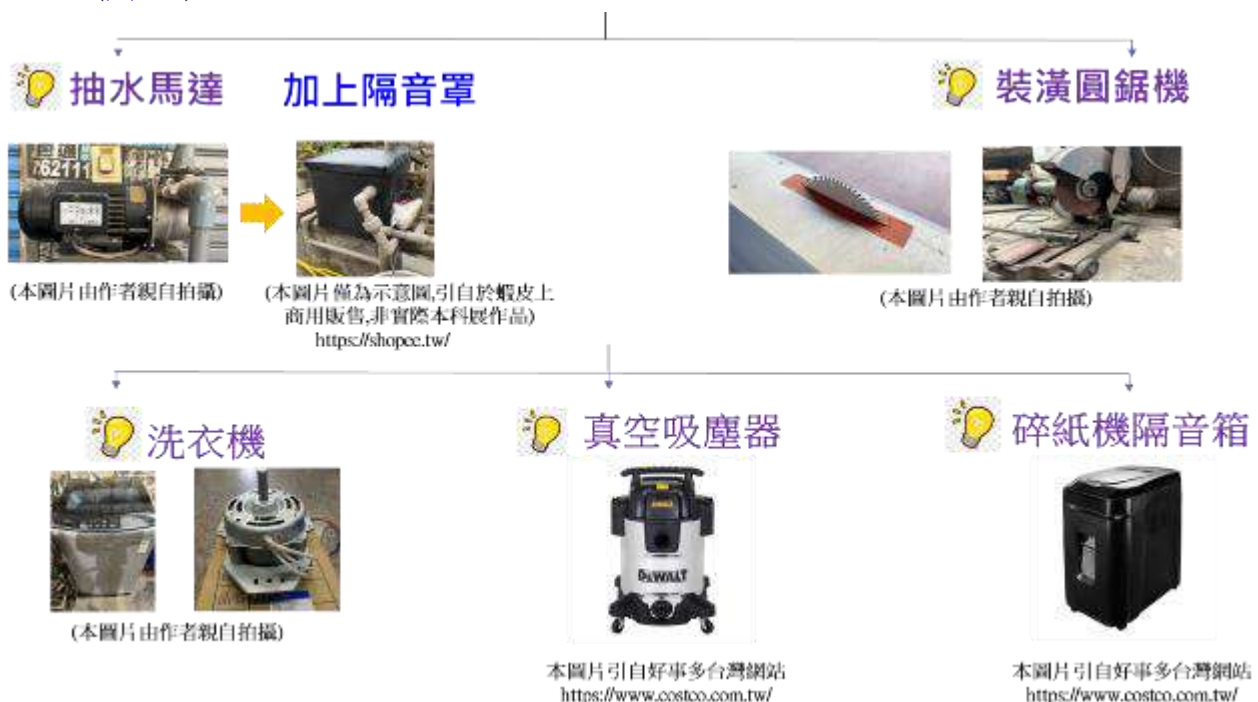 抽水馬達 加上隔音罩
裝潢圓鋸機
62111
(本圖片由作者親自拍攝)
(本圖片僅為示意圖,引自於蝦皮上
商用販售,非實際本科展作品)
https://shopee.tw/
(本圖片由作者親自拍攝)
洗衣機
真空吸塵器
碎紙機隔音箱
DEWALT
(本圖片由作者親自拍攝)
本圖片引自好事多台灣網站
https://www.costco.com.tw/
本圖片引自好事多台灣網站
https://www.costco.com.tw/